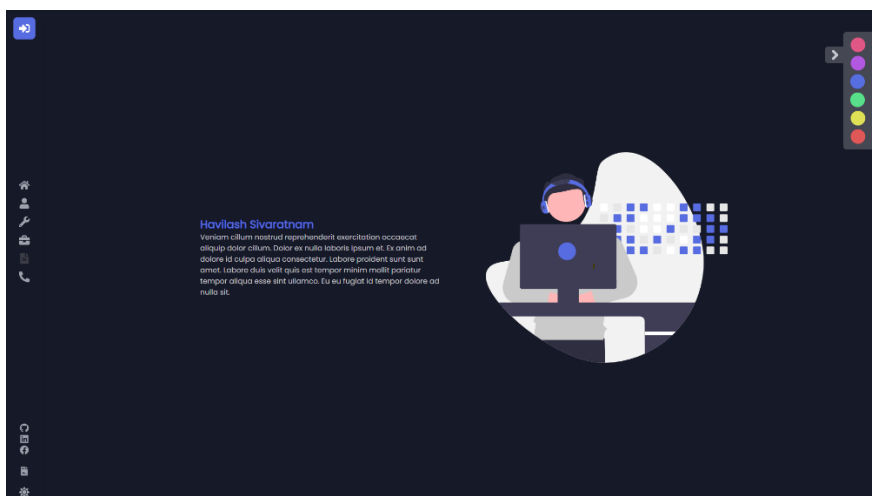 Havilash Sivaratnam
Veniam cillum nostrud reprehenderit exercitation occaecat
aliquip dolor cillum. Dolor ex nulla laboris ipsum et. Ex anim ad
dolore id culpa aliqua consectetur. Labore proident sunt sunt
amet. Labore duis velit quis est tempor minim mollit pariatur
tempor aliqua esse sint ullamco. Eu eu fugiat id tempor dolore ad
nulla sit.